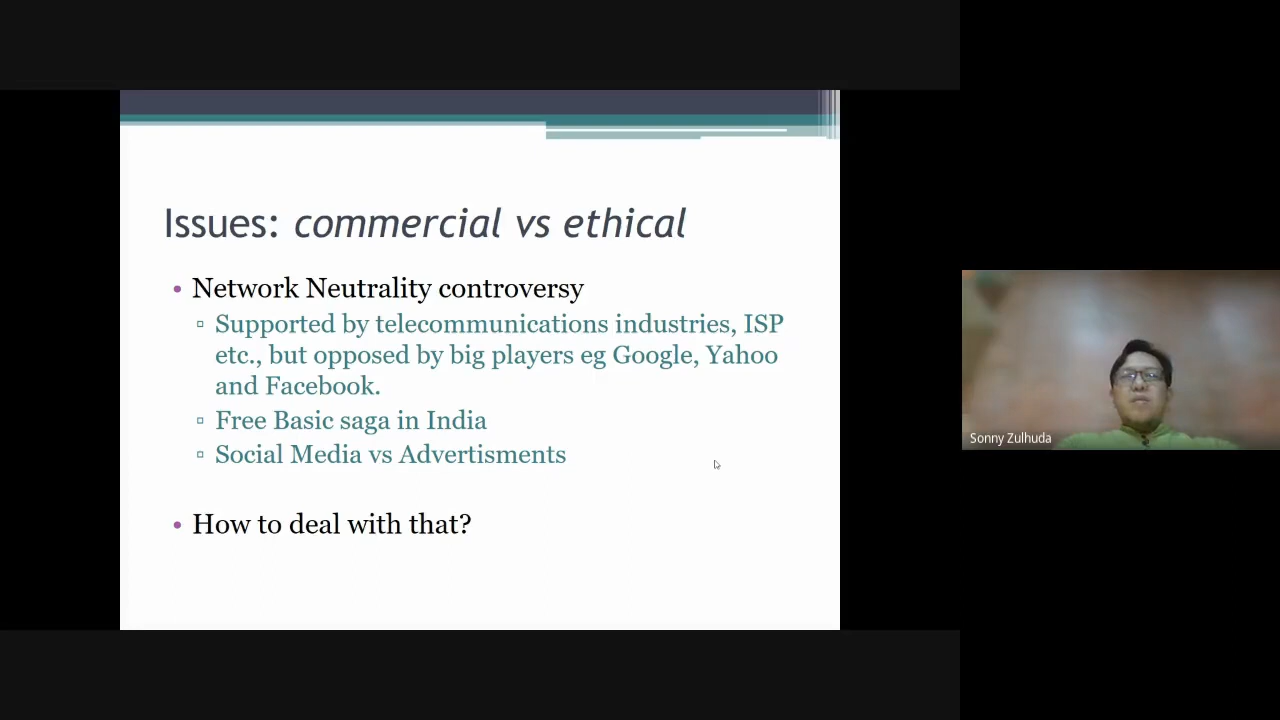 Issues: commercial vs ethical
• Network Neutrality controversy
▫ Supported by telecommunications industries, ISP
etc., but opposed by big players eg Google, Yahoo
and Facebook.
▫ Free Basic saga in India
▫ Social Media vs Advertisments
• How to deal with that?
Sonny Zulhuda